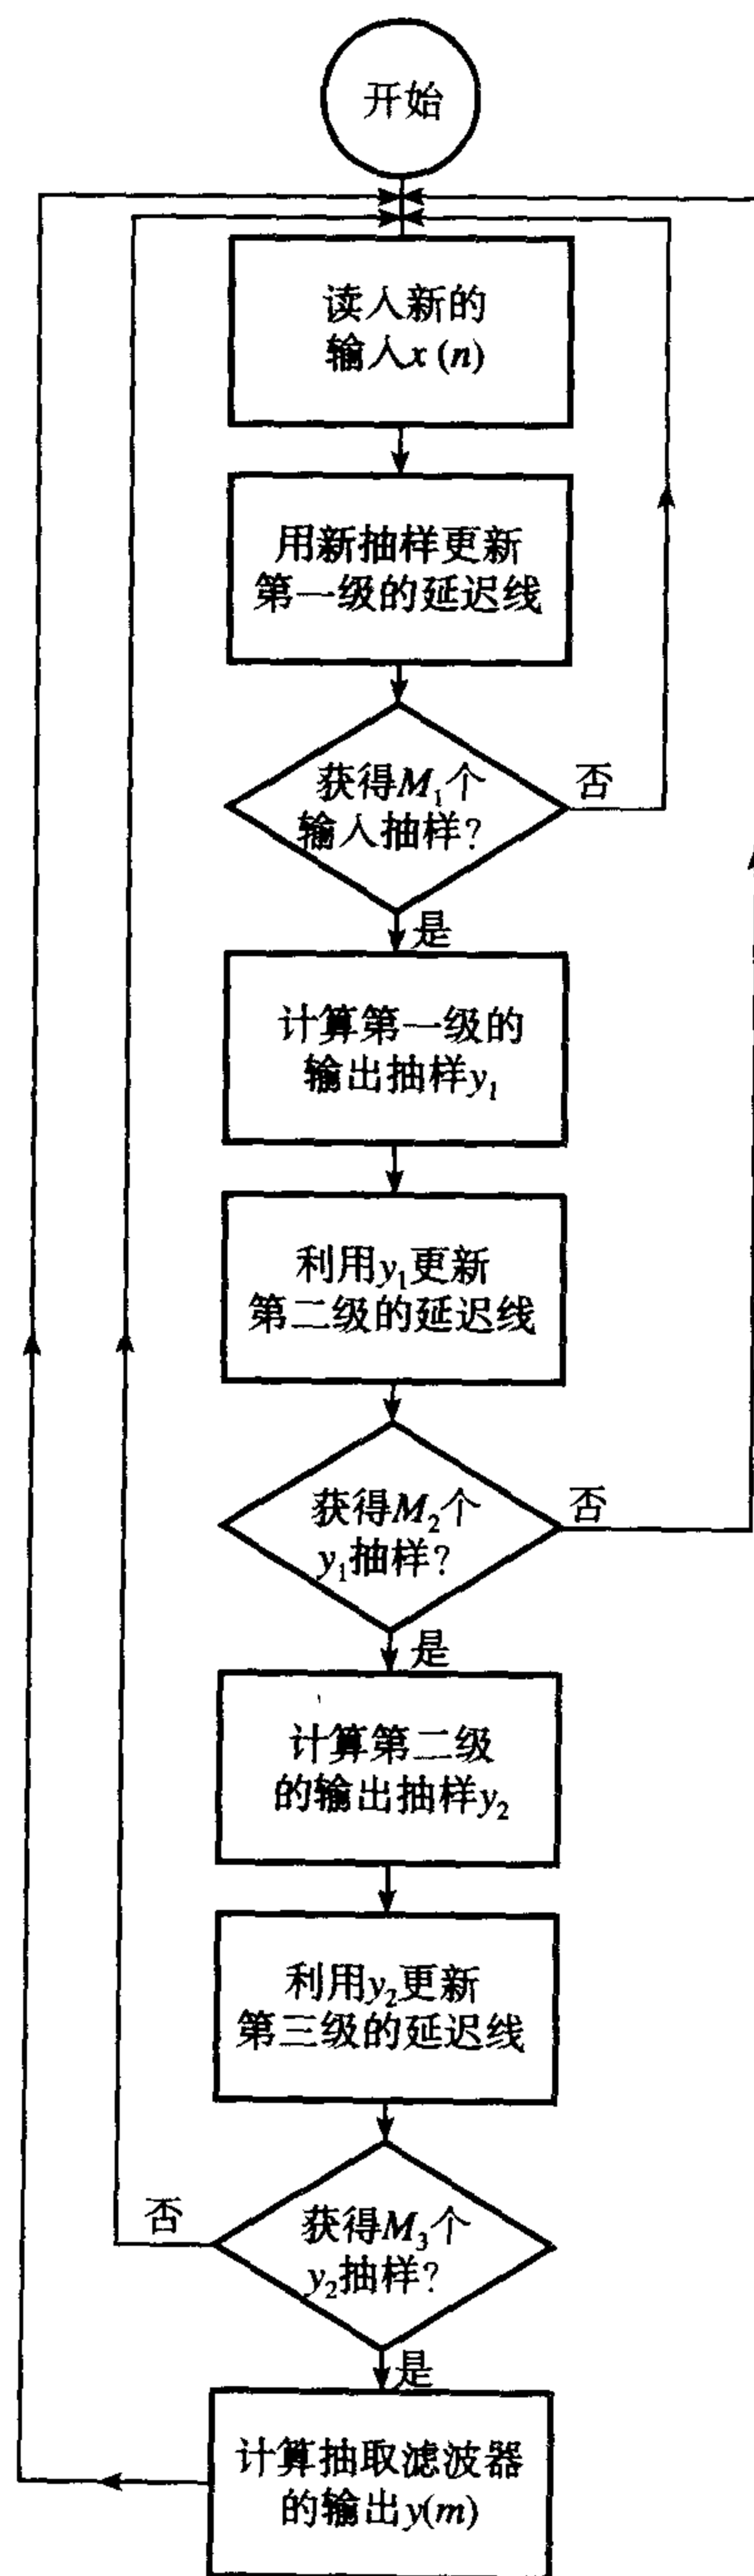 开始
读入新的
输入x (n)
用新抽样更新
第一级的延迟线
获得M₁个
输入抽样?
否
是
计算第一级的
输出抽样y₁
利用y₁更新
第二级的延迟线
获得M₂个
y₁抽样?
否
是
计算第二级
的输出抽样y₂
利用y₂更新
第三级的延迟线
获得M₃个
y₂抽样?
否
是
计算抽取滤波器
的输出y(m)